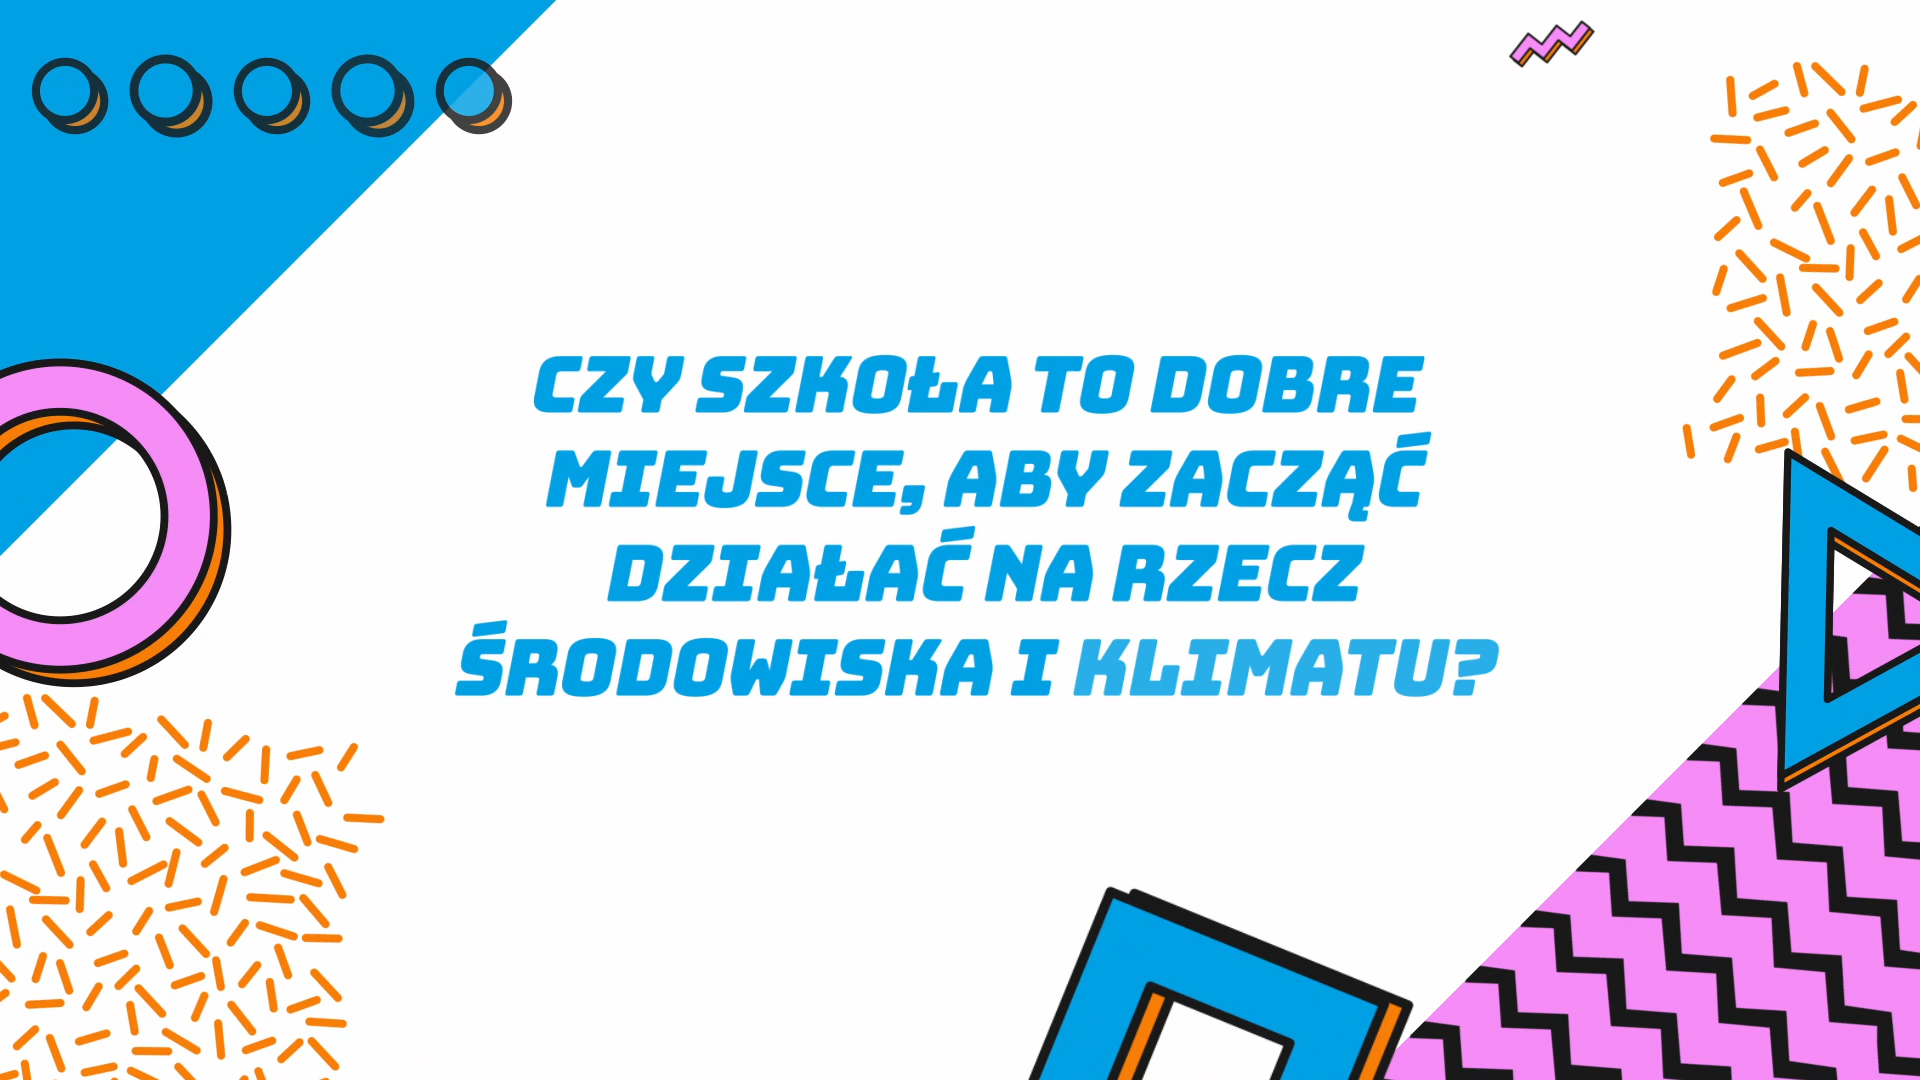 CZY SZKOŁA TO DOBRE
MIEJSCE, ABY ZACZĄĆ
DZIAŁAĆ NA RZECZ
ŚRODOWISKA I KLIMATU?